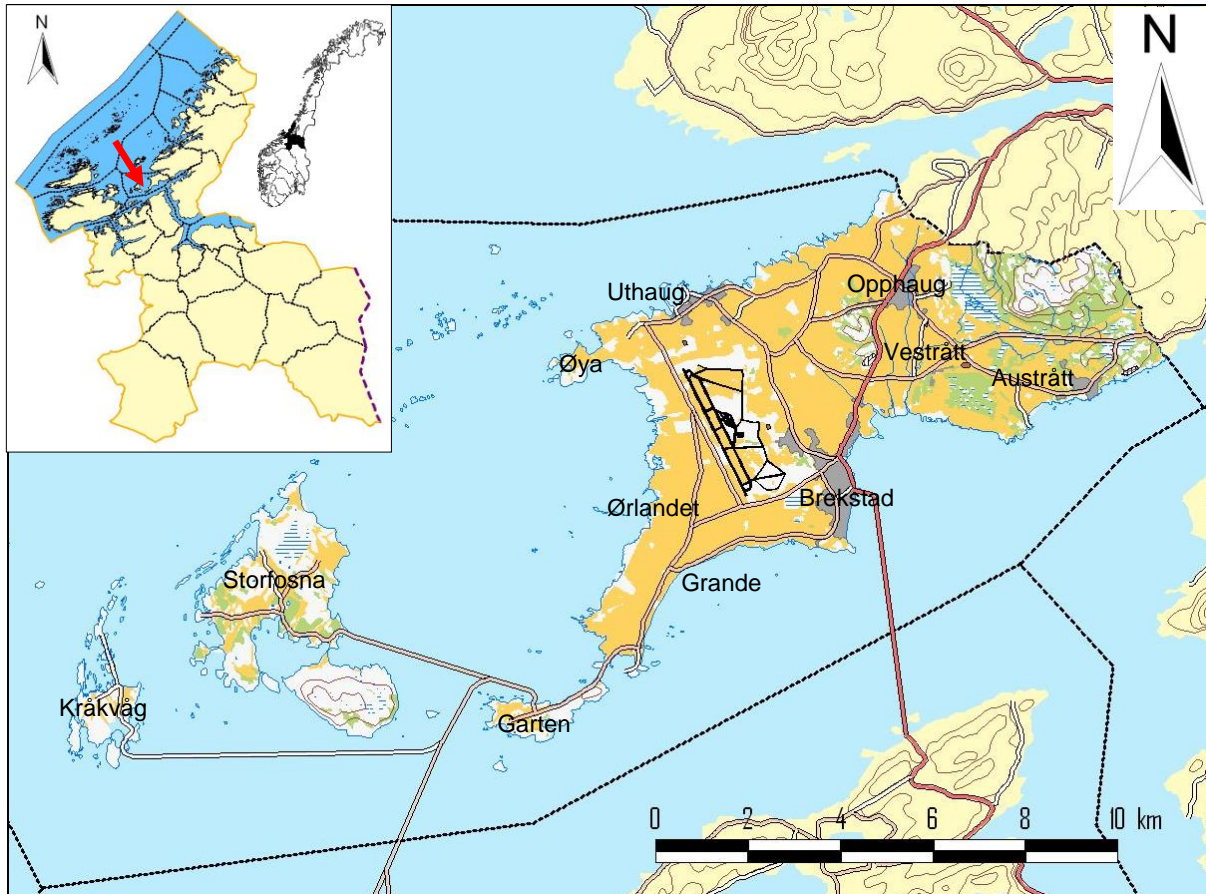 N
N
Uthaug
Opphaug
Øya
Vestrått
Austrått
Ørlandet
Brekstad
Storfosna
Grande
Kråkvåg
Garten
0 2 4 6 8 10 km